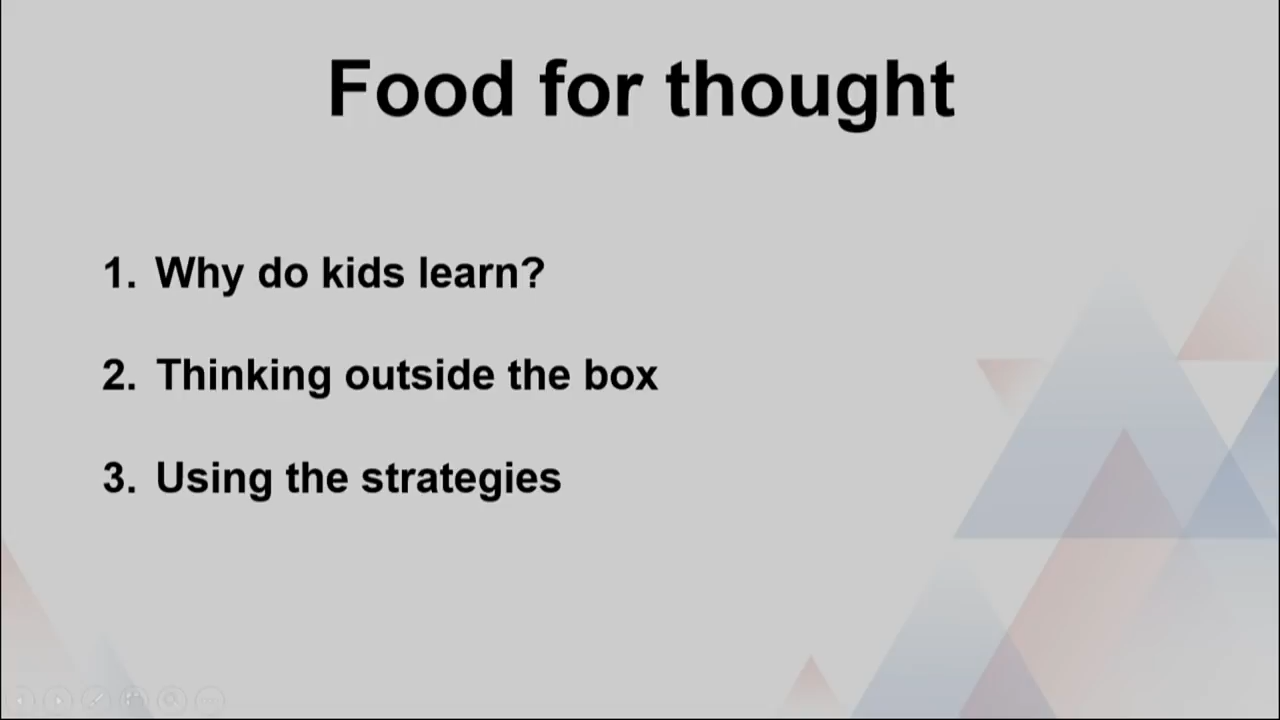 Food for thought
1. Why do kids learn?
2. Thinking outside the box
3. Using the strategies